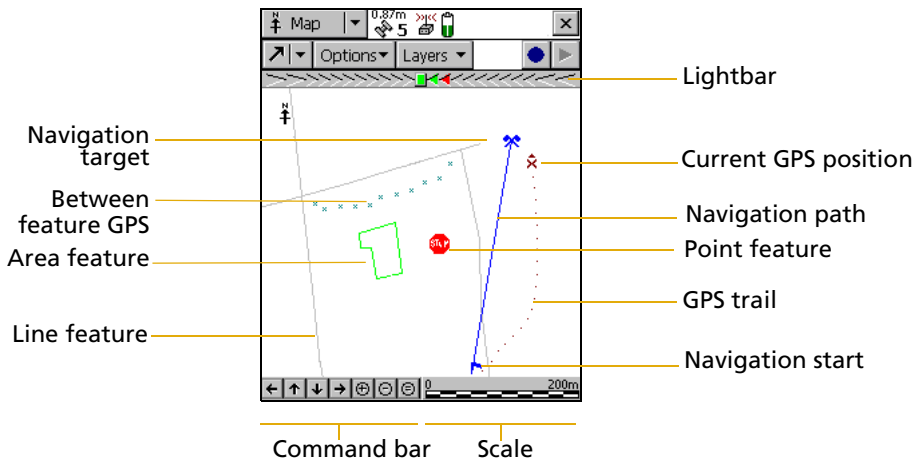 Map
0.87m
5
Options
Layers
Lightbar
N
Navigation
target
Current GPS position
Between
feature GPS
Navigation path
STOP
Point feature
Area feature
GPS trail
Line feature
Navigation start
0 200m
Command bar
Scale